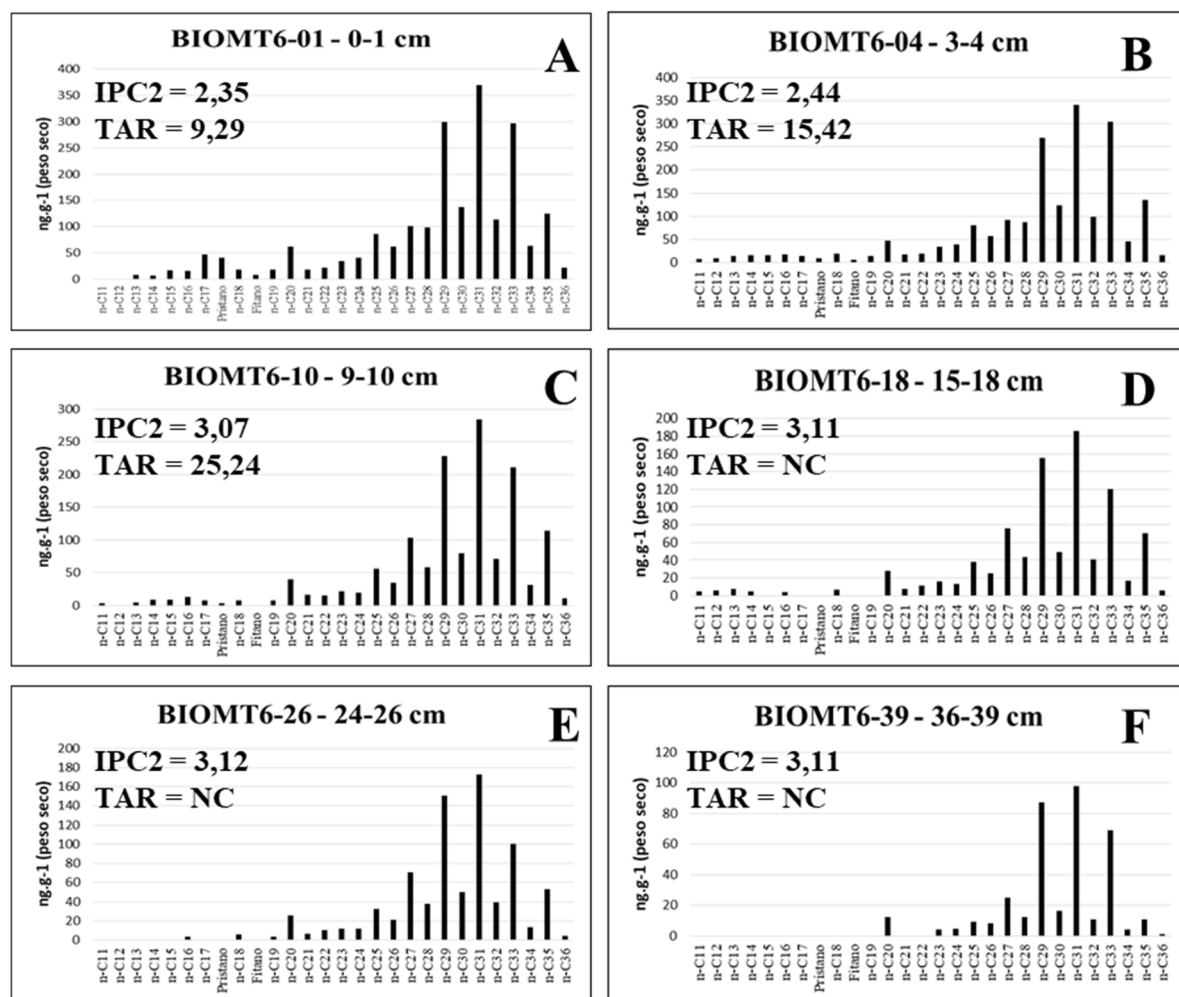 BIOMT6-01 - 0-1 cm
A
IPC2 = 2,35
TAR = 9,29
ng.g-1 (peso seco)
400
350
300
250
200
150
100
50
0
n-C11
n-C12
n-C13
n-C14
n-C15
n-C16
n-C17
Pristano
n-C18
Fitano
n-C19
n-C20
n-C21
n-C22
n-C23
n-C24
n-C25
n-C26
n-C27
n-C28
n-C29
n-C30
n-C31
n-C32
n-C33
n-C34
n-C35
n-C36
BIOMT6-04 - 3-4 cm
B
IPC2 = 2,44
TAR = 15,42
ng.g-1 (peso seco)
400
350
300
250
200
150
100
50
0
n-C11
n-C12
n-C13
n-C14
n-C15
n-C16
n-C17
Pristano
n-C18
Fitano
n-C19
n-C20
n-C21
n-C22
n-C23
n-C24
n-C25
n-C26
n-C27
n-C28
n-C29
n-C30
n-C31
n-C32
n-C33
n-C34
n-C35
n-C36
BIOMT6-10 - 9-10 cm
C
IPC2 = 3,07
TAR = 25,24
ng.g-1 (peso seco)
300
250
200
150
100
50
0
n-C11
n-C12
n-C13
n-C14
n-C15
n-C16
n-C17
Pristano
n-C18
Fitano
n-C19
n-C20
n-C21
n-C22
n-C23
n-C24
n-C25
n-C26
n-C27
n-C28
n-C29
n-C30
n-C31
n-C32
n-C33
n-C34
n-C35
n-C36
BIOMT6-18 - 15-18 cm
D
IPC2 = 3,11
TAR = NC
ng.g-1 (peso seco)
200
180
160
140
120
100
80
60
40
20
0
n-C11
n-C12
n-C13
n-C14
n-C15
n-C16
n-C17
Pristano
n-C18
Fitano
n-C19
n-C20
n-C21
n-C22
n-C23
n-C24
n-C25
n-C26
n-C27
n-C28
n-C29
n-C30
n-C31
n-C32
n-C33
n-C34
n-C35
n-C36
BIOMT6-26 - 24-26 cm
E
IPC2 = 3,12
TAR = NC
ng.g-1 (peso seco)
200
180
160
140
120
100
80
60
40
20
0
n-C11
n-C12
n-C13
n-C14
n-C15
n-C16
n-C17
Pristano
n-C18
Fitano
n-C19
n-C20
n-C21
n-C22
n-C23
n-C24
n-C25
n-C26
n-C27
n-C28
n-C29
n-C30
n-C31
n-C32
n-C33
n-C34
n-C35
n-C36
BIOMT6-39 - 36-39 cm
F
IPC2 = 3,11
TAR = NC
ng.g-1 (peso seco)
120
100
80
60
40
20
0
n-C11
n-C12
n-C13
n-C14
n-C15
n-C16
n-C17
Pristano
n-C18
Fitano
n-C19
n-C20
n-C21
n-C22
n-C23
n-C24
n-C25
n-C26
n-C27
n-C28
n-C29
n-C30
n-C31
n-C32
n-C33
n-C34
n-C35
n-C36